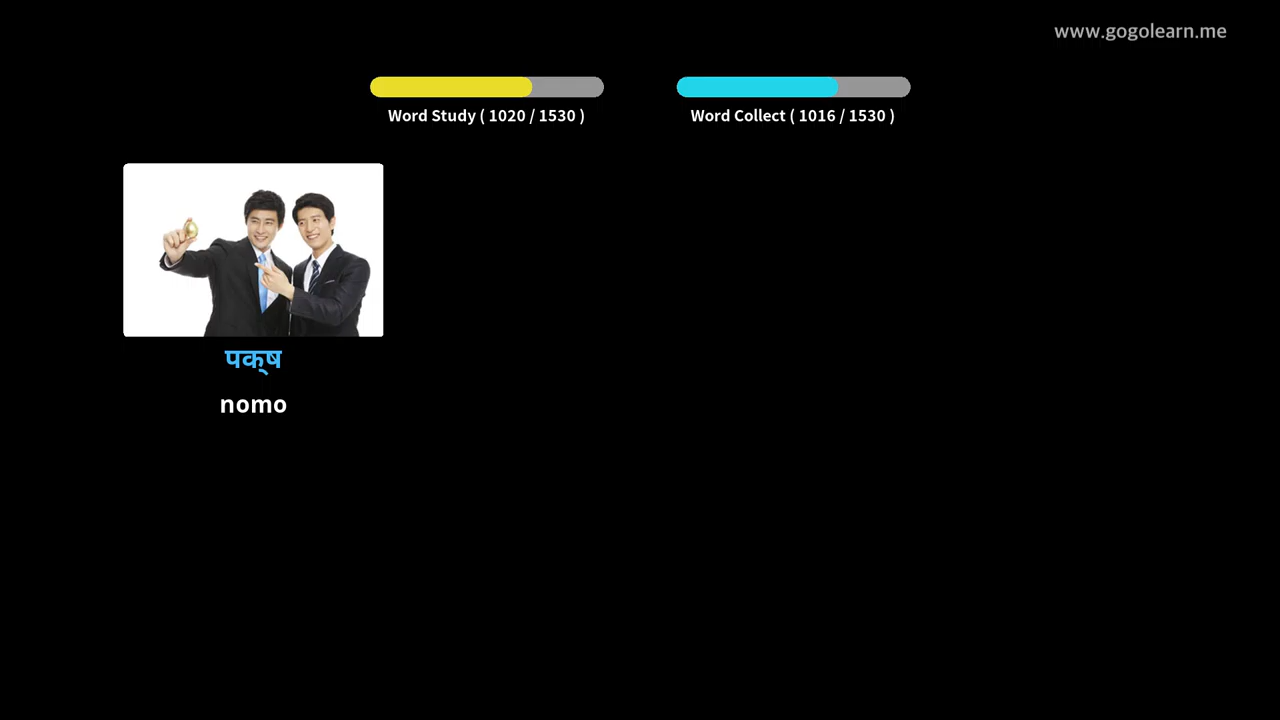 www.gogolearn.me
Word Study ( 1020 / 1530 )
Word Collect ( 1016 / 1530 )
पक्ष
nomo